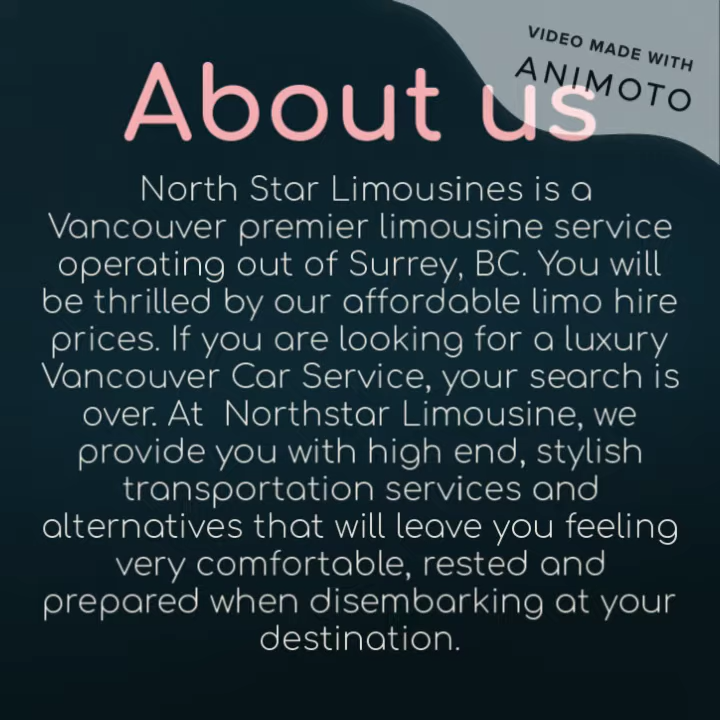 VIDEO MADE WITH
ANIMOTO
About us
North Star Limousines is a
Vancouver premier limousine service
operating out of Surrey, BC. You will
be thrilled by our affordable limo hire
prices. If you are looking for a luxury
Vancouver Car Service, your search is
over. At  Northstar Limousine, we
provide you with high end, stylish
transportation services and
alternatives that will leave you feeling
very comfortable, rested and
prepared when disembarking at your
destination.